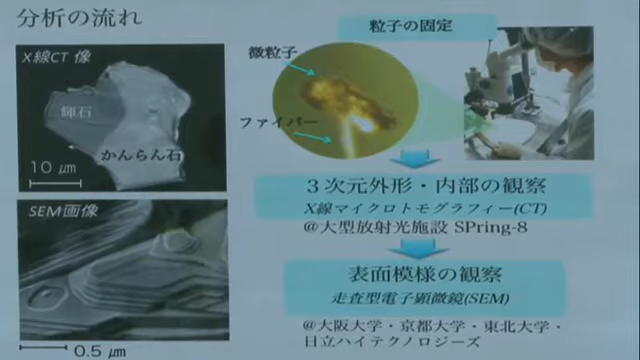 分析の流れ
X線CT 像
輝石
かんらん石
10 μm
SEM画像
0.5 μm
粒子の固定
微粒子
ファイバー
3次元外形・内部の観察
X線マイクロトモグラフィー(CT)
@大型放射光施設 SPring-8
表面模様の観察
走査型電子顕微鏡(SEM)
@大阪大学・京都大学・東北大学・
日立ハイテクノロジーズ